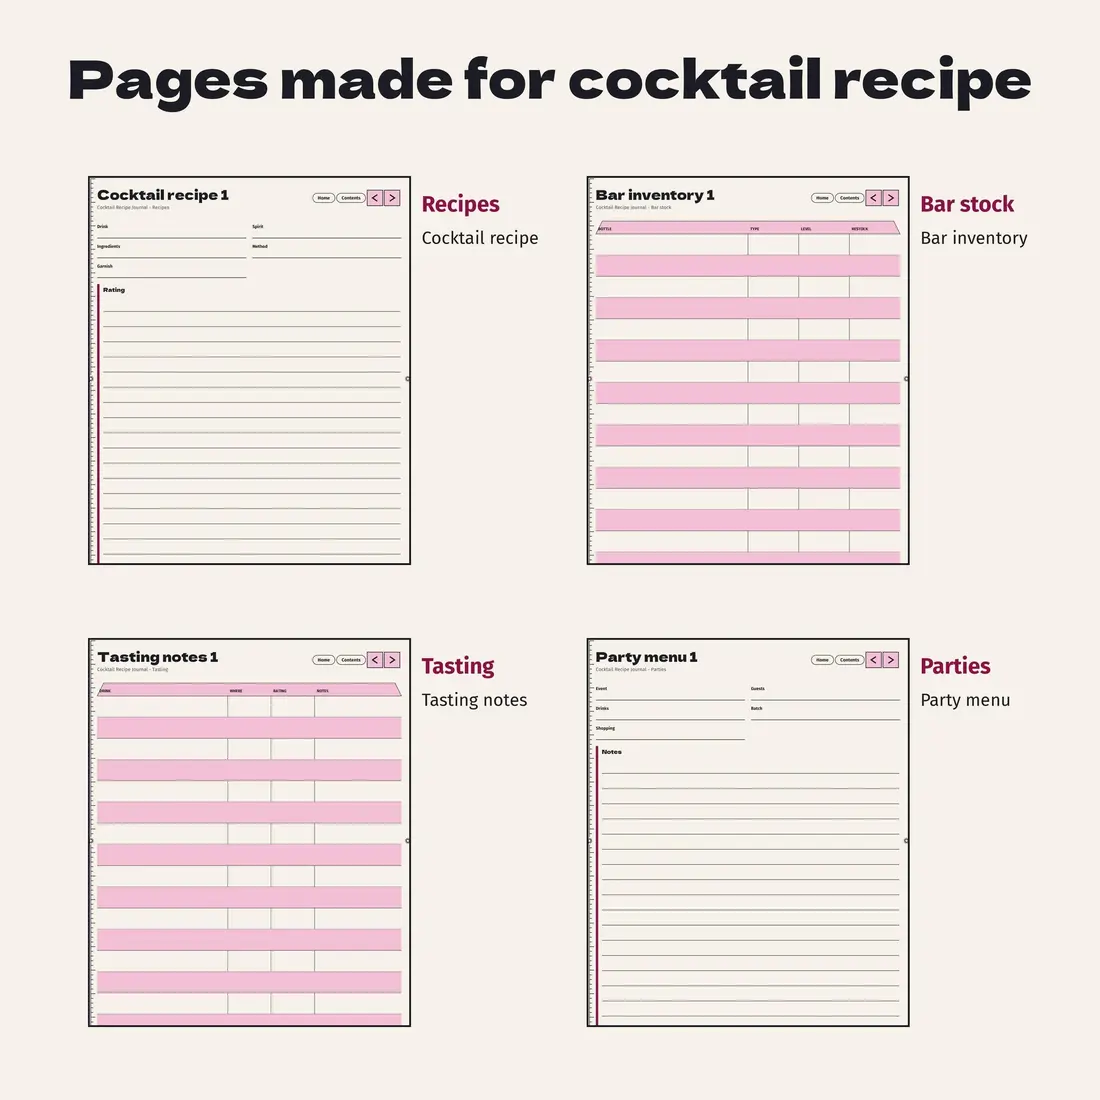 Pages made for cocktail recipe
Cocktail recipe 1
Cocktail Recipe Journal · Recipes
Home
Contents
<
>
Drink
Spirit
Ingredients
Method
Garnish
Rating
Recipes
Cocktail recipe
Bar inventory 1
Cocktail Recipe Journal · Bar stock
Home
Contents
<
>
BOTTLE
TYPE
LEVEL
RESTOCK
Bar stock
Bar inventory
Tasting notes 1
Cocktail Recipe Journal · Tasting
Home
Contents
<
>
DRINK
WHERE
RATING
NOTES
Tasting
Tasting notes
Party menu 1
Cocktail Recipe Journal · Parties
Home
Contents
<
>
Event
Guests
Drinks
Batch
Shopping
Notes
Parties
Party menu